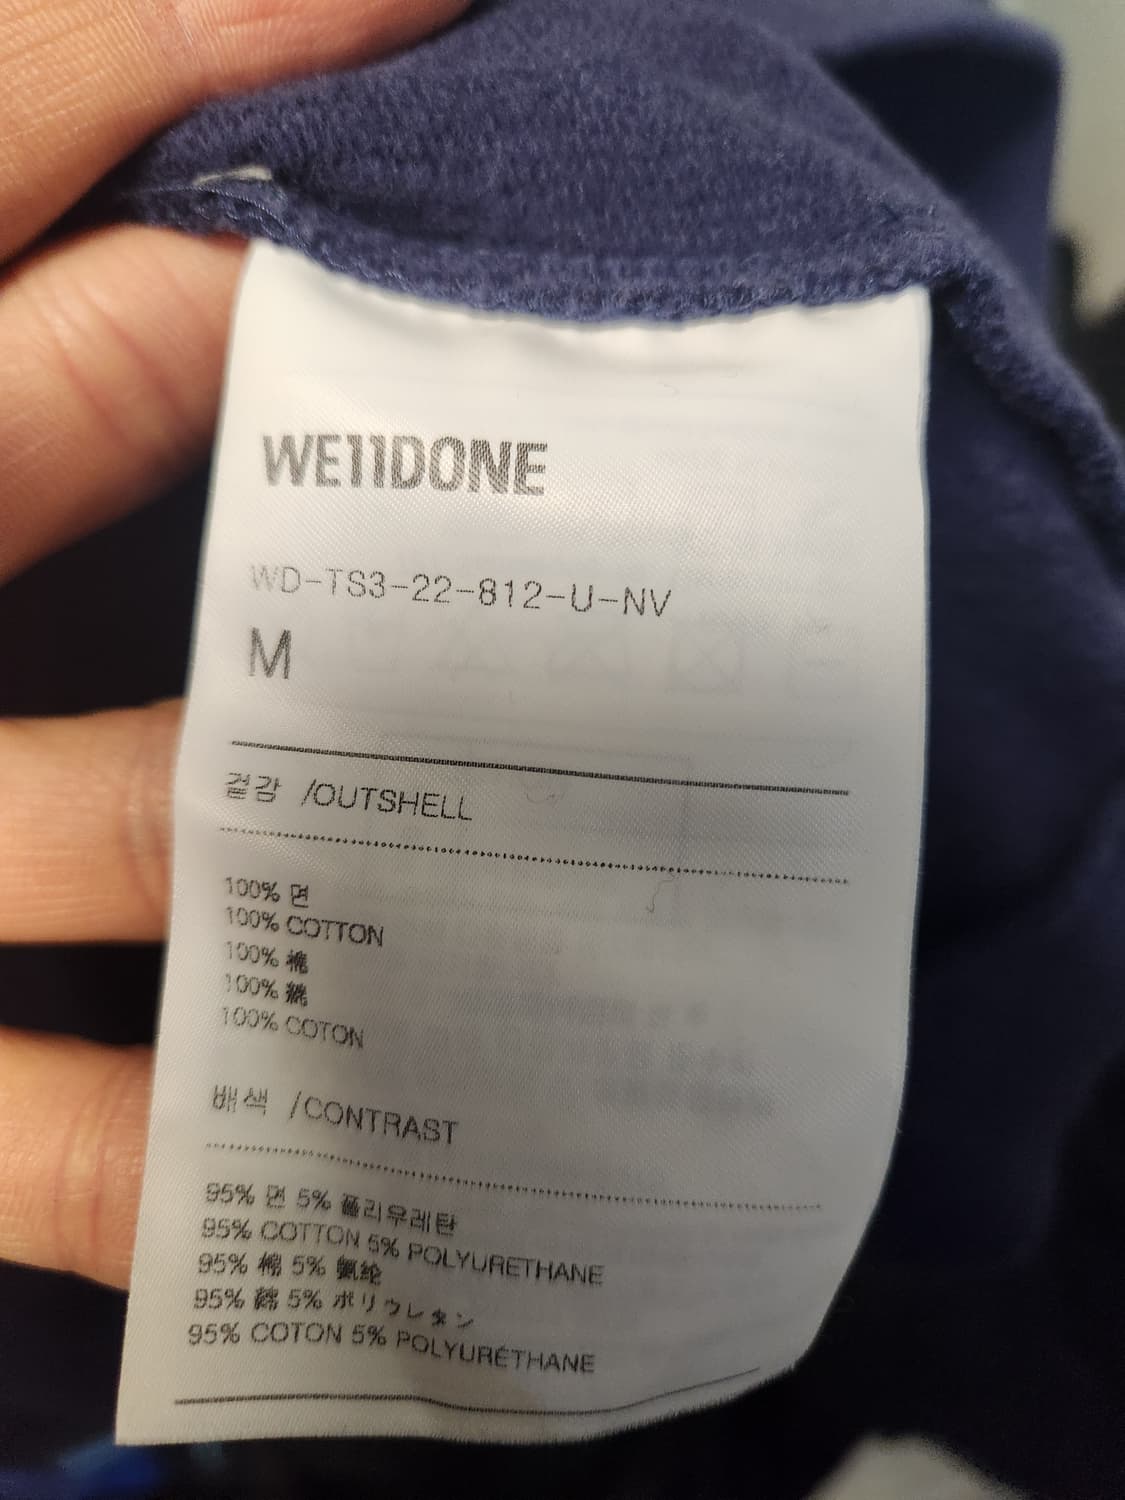 WE11DONE
WD-TS3-22-812-U-NV
M
겉감 /OUTSHELL
100% 면
100% COTTON
100% 棉
100% 綿
100% COTON
배색 /CONTRAST
95% 면 5% 폴리우레탄
95% COTTON 5% POLYURETHANE
95% 棉 5% 氨纶
95% 綿 5% ポリウレタン
95% COTON 5% POLYURÉTHANE